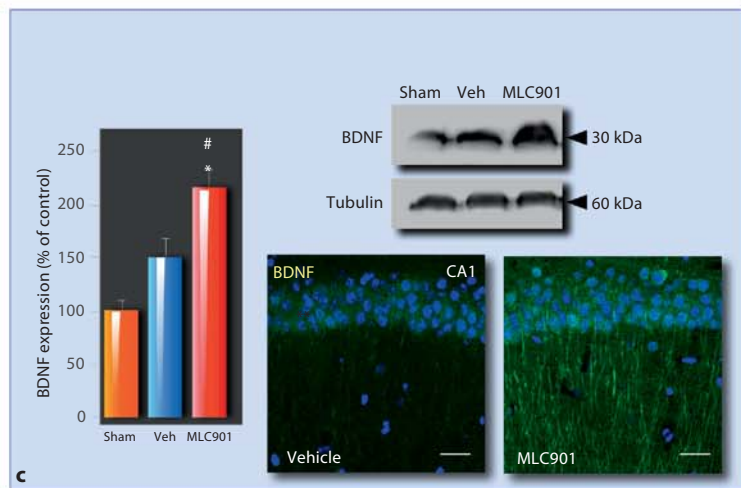 Sham Veh MLC901
BDNF
30 kDa
Tubulin
60 kDa
BDNF expression (% of control)
250
200
150
100
50
0
#
*
Sham Veh MLC901
BDNF
CA1
Vehicle
MLC901
c